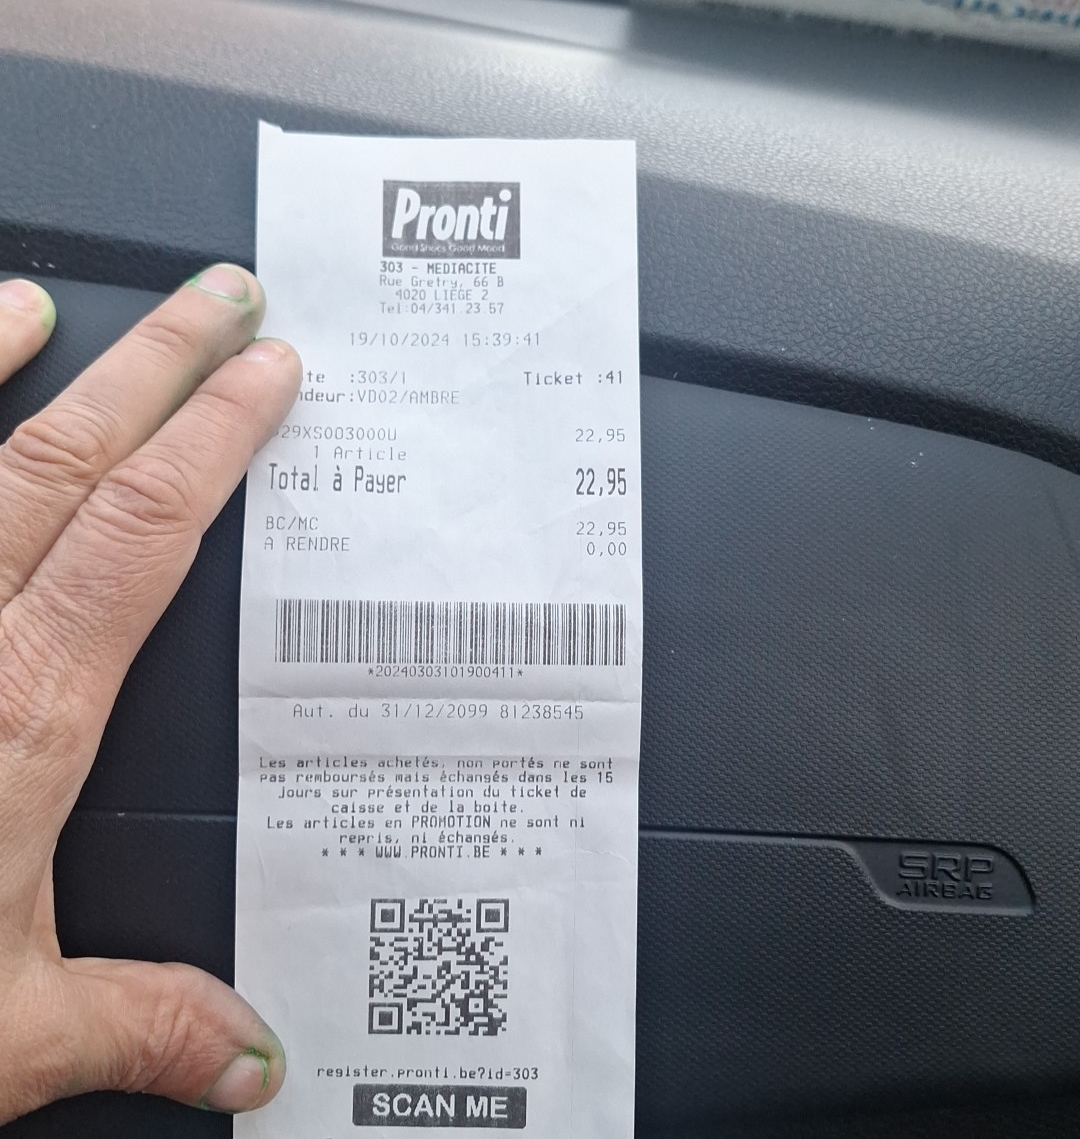 Pronti
Good Shoes Good Mood
303 - MEDIACITE
Rue Gretry, 66 B
4020 LIEGE 2
Tel:04/341.23.57
19/10/2024 15:39:41
te :303/1 Ticket :41
ndeur:VD02/AMBRE
29XS003000U 22,95
1 Article
Total à Payer 22,95
BC/MC 22,95
A RENDRE 0,00
*20240303101900411*
Aut. du 31/12/2099 81238545
Les articles achetés, non portés ne sont
pas remboursés mais échangés dans les 15
Jours sur présentation du ticket de
caisse et de la boite.
Les articles en PROMOTION ne sont ni
repris, ni échangés.
* * * WWW.PRONTI.BE * * *
register.pronti.be?id=303
SCAN ME
SRP
AIRBAG